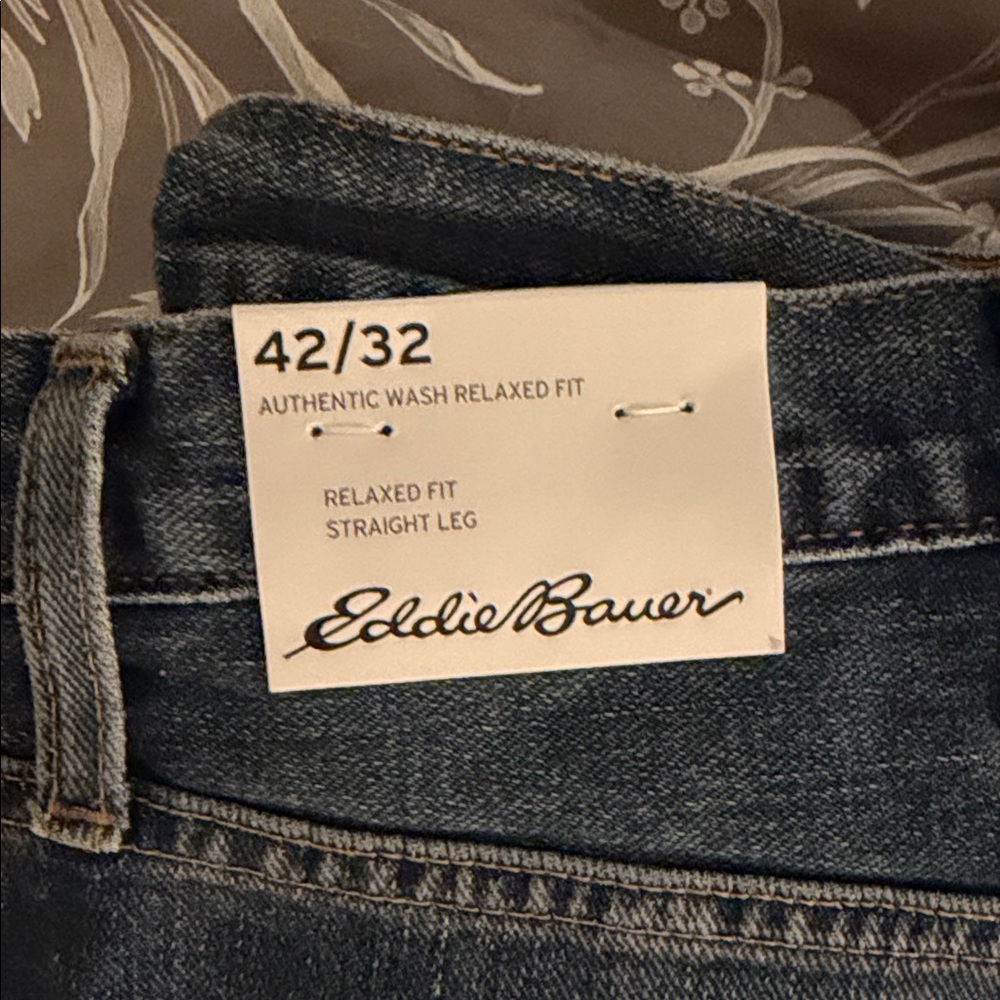 42/32
AUTHENTIC WASH RELAXED FIT
RELAXED FIT
STRAIGHT LEG
Eddie Bauer